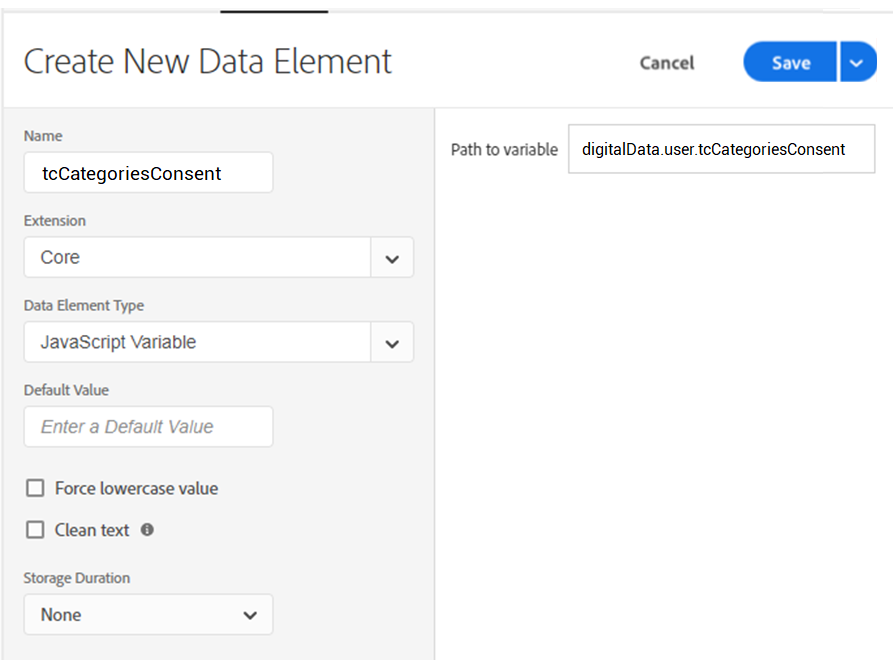 Create New Data Element
Cancel
Save
Name
tcCategoriesConsent
Extension
Core
Data Element Type
JavaScript Variable
Default Value
Enter a Default Value
Force lowercase value
Clean text
Storage Duration
None
Path to variable
digitalData.user.tcCategoriesConsent